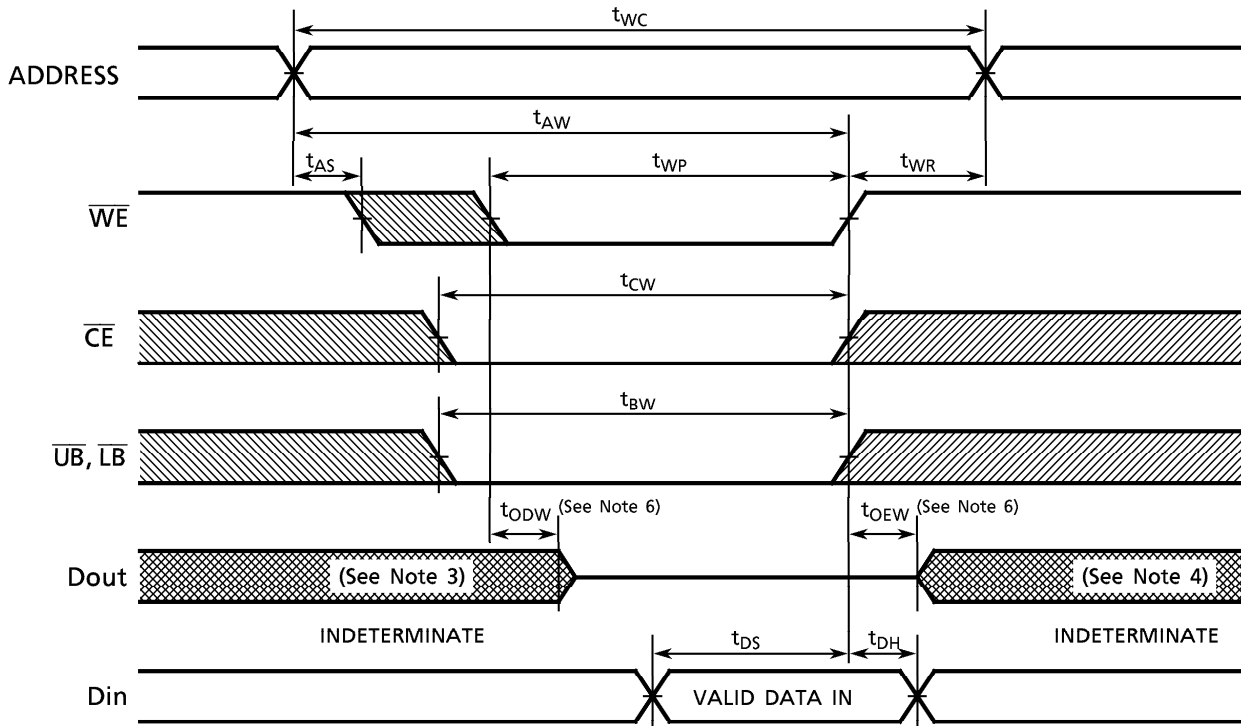 tWC
ADDRESS
tAW
tAS
tWP
tWR
WE
tCW
CE
tBW
UB, LB
tODW (See Note 6)
tOEW (See Note 6)
Dout
(See Note 3)
(See Note 4)
INDETERMINATE
INDETERMINATE
tDS
tDH
Din
VALID DATA IN